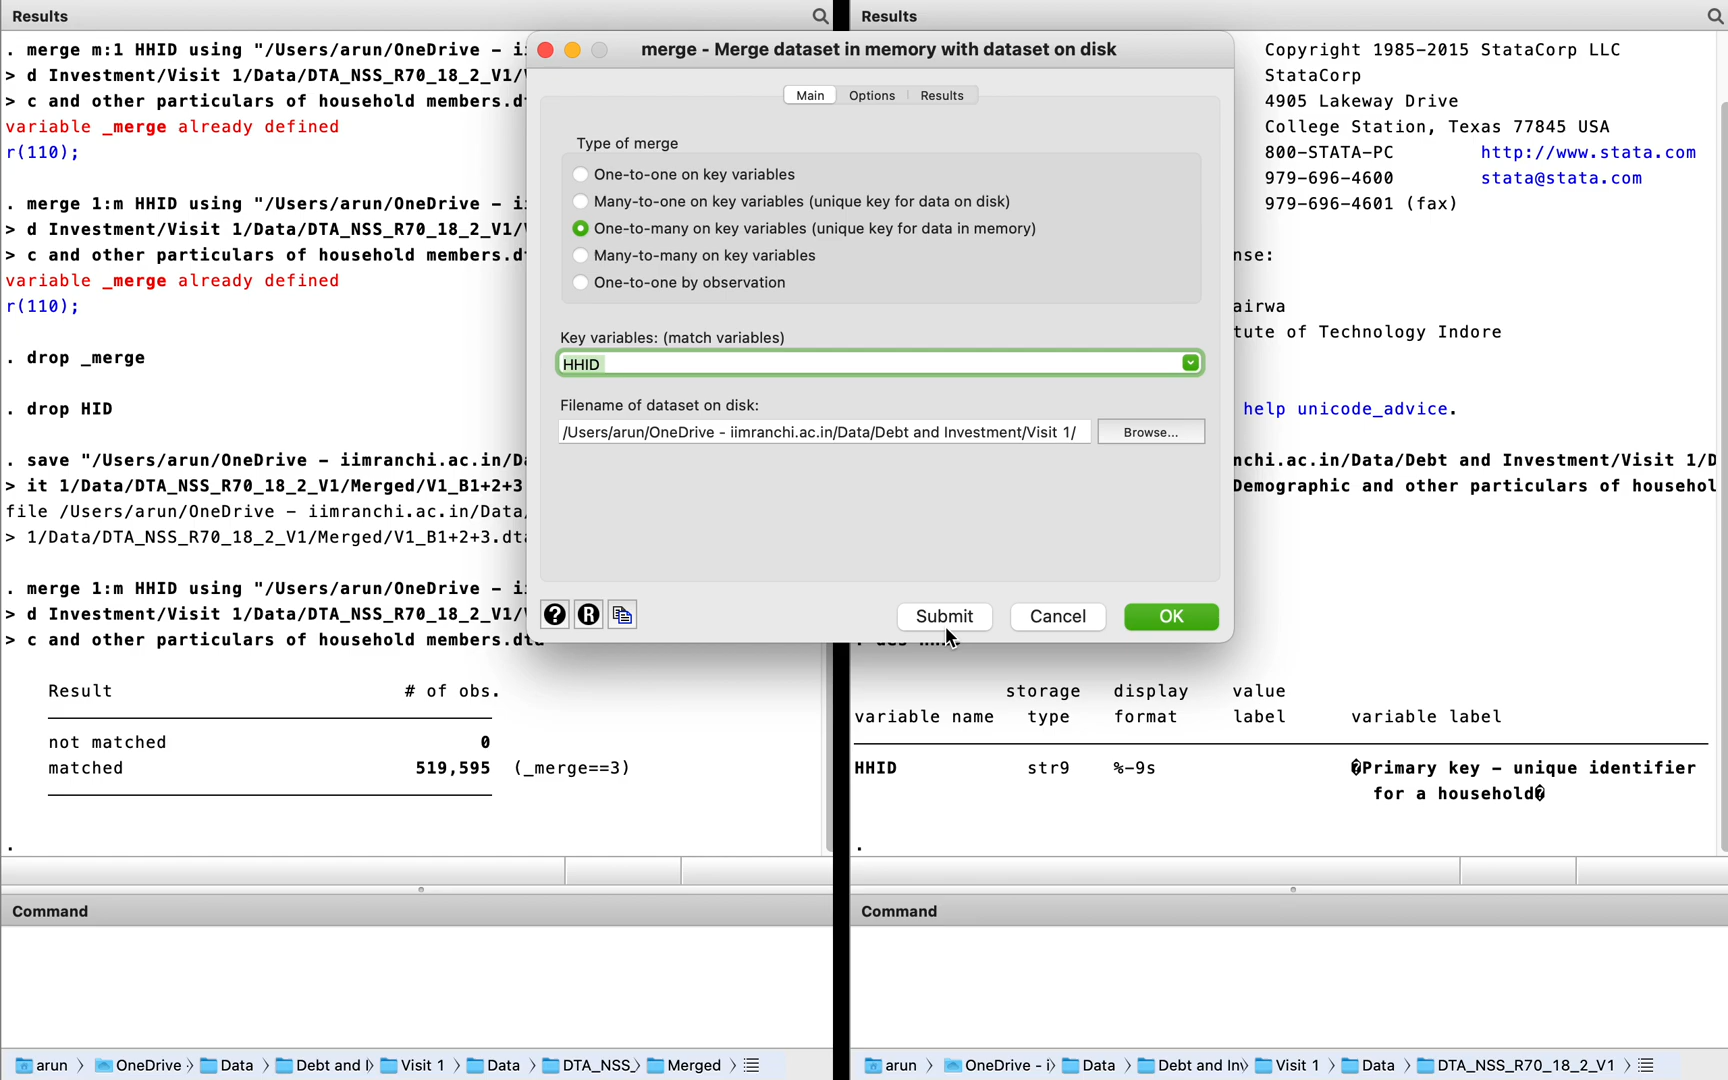 Results
. merge m:1 HHID using "/Users/arun/OneDrive – i
> d Investment/Visit 1/Data/DTA_NSS_R70_18_2_V1/
> c and other particulars of household members.d
variable _merge already defined
r(110);
. merge 1:m HHID using "/Users/arun/OneDrive – i
> d Investment/Visit 1/Data/DTA_NSS_R70_18_2_V1/
> c and other particulars of household members.d
variable _merge already defined
r(110);
. drop _merge
. drop HID
. save "/Users/arun/OneDrive – iimranchi.ac.in/D
> it 1/Data/DTA_NSS_R70_18_2_V1/Merged/V1_B1+2+3
file /Users/arun/OneDrive – iimranchi.ac.in/Data
> 1/Data/DTA_NSS_R70_18_2_V1/Merged/V1_B1+2+3.dt
. merge 1:m HHID using "/Users/arun/OneDrive – i
> d Investment/Visit 1/Data/DTA_NSS_R70_18_2_V1/
> c and other particulars of household members.dta
Result # of obs.
not matched 0
matched 519,595 (_merge==3)
.
Command
arun OneDrive Data Debt and I Visit 1 Data DTA_NSS_ Merged
merge - Merge dataset in memory with dataset on disk
Main Options Results
Type of merge
One-to-one on key variables
Many-to-one on key variables (unique key for data on disk)
One-to-many on key variables (unique key for data in memory)
Many-to-many on key variables
One-to-one by observation
Key variables: (match variables)
HHID
Filename of dataset on disk:
/Users/arun/OneDrive - iimranchi.ac.in/Data/Debt and Investment/Visit 1/ Browse...
? R Submit Cancel OK
Results
Copyright 1985–2015 StataCorp LLC
StataCorp
4905 Lakeway Drive
College Station, Texas 77845 USA
800–STATA–PC http://www.stata.com
979–696–4600 stata@stata.com
979–696–4601 (fax)
nse:
airwa
tute of Technology Indore
help unicode_advice.
nchi.ac.in/Data/Debt and Investment/Visit 1/D
Demographic and other particulars of househol
storage display value
variable name type format label variable label
HHID str9 %–9s �Primary key – unique identifier
for a household�
.
Command
arun OneDrive - i Data Debt and In Visit 1 Data DTA_NSS_R70_18_2_V1